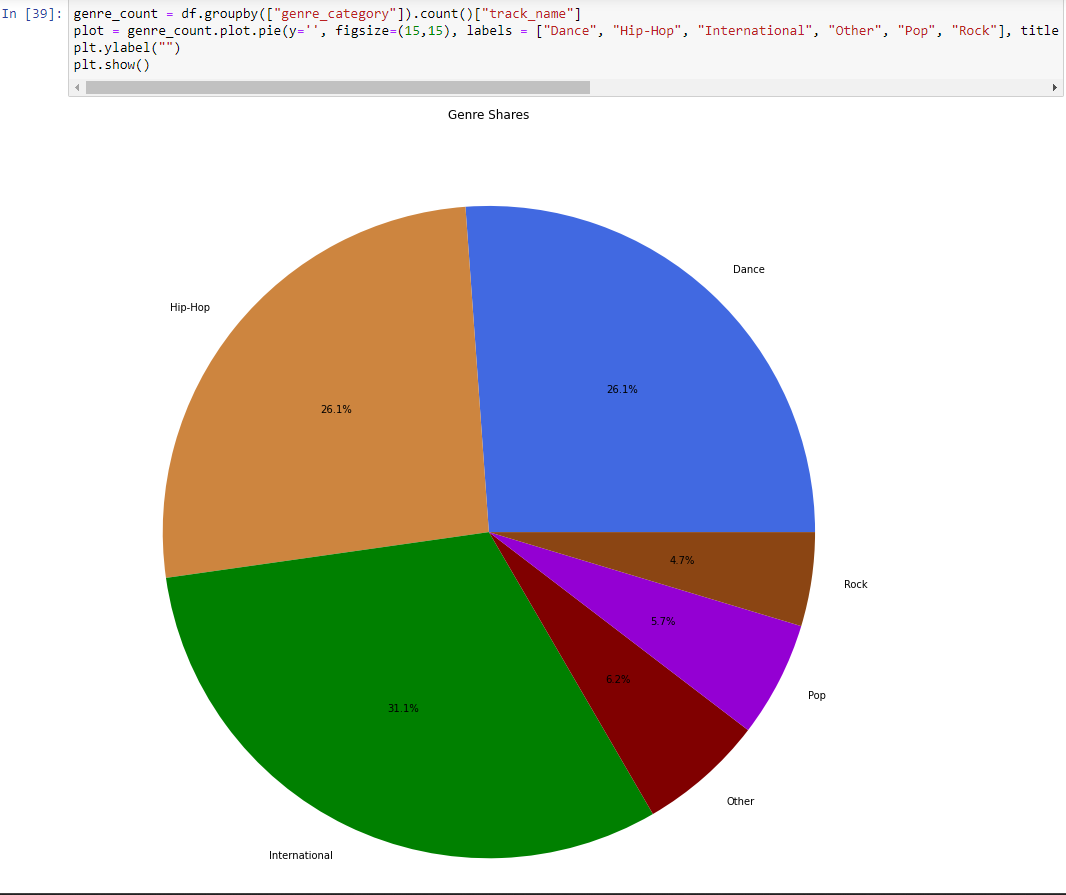 In [39]: genre_count = df.groupby(["genre_category"]).count()["track_name"]
plot = genre_count.plot.pie(y='', figsize=(15,15), labels = ["Dance", "Hip-Hop", "International", "Other", "Pop", "Rock"], title
plt.ylabel("")
plt.show()
Genre Shares
Dance
Hip-Hop
26.1%
26.1%
4.7%
Rock
5.7%
6.2%
Pop
31.1%
Other
International